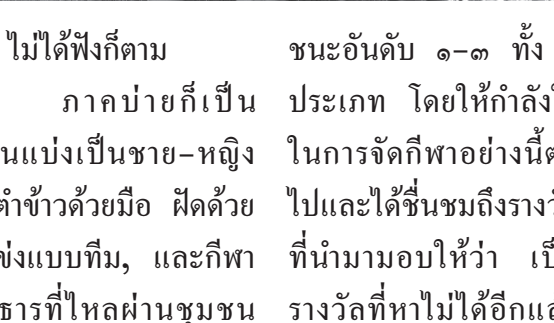 ไม่ได้ฟังก็ตาม
ภาคบ่ายก็เป็น
นแบ่งเป็นชาย-หญิง
ตำข้าวด้วยมือ ฝัดด้วย
ข่งแบบทีม, และกีฬา
ธารที่ไหลผ่านชุมชน
ชนะอันดับ ๑-๓ ทั้ง
ประเภท โดยให้กำลังใ
ในการจัดกีฬาอย่างนี้ต
ไปและได้ชื่นชมถึงรางวั
ที่นำมามอบให้ว่า เป็
รางวัลที่หาไม่ได้อีกแล